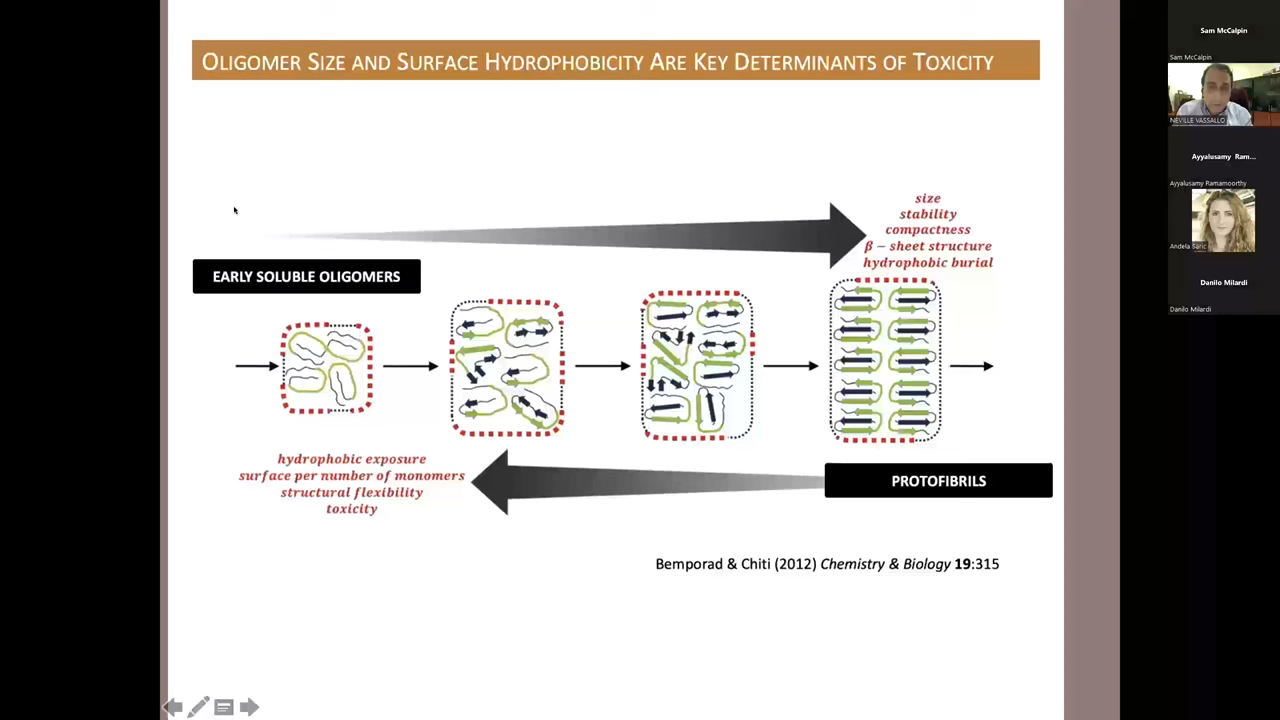 OLIGOMER SIZE AND SURFACE HYDROPHOBICITY ARE KEY DETERMINANTS OF TOXICITY
size
stability
compactness
β – sheet structure
hydrophobic burial
EARLY SOLUBLE OLIGOMERS
hydrophobic exposure
surface per number of monomers
structural flexibility
toxicity
PROTOFIBRILS
Bemporad & Chiti (2012) Chemistry & Biology 19:315
Sam McCalpin
Sam McCalpin
NEVILLE VASSALLO
Ayyalusamy Ram...
Ayyalusamy Ramamoorthy
Andela Saric
Danilo Milardi
Danilo Milardi